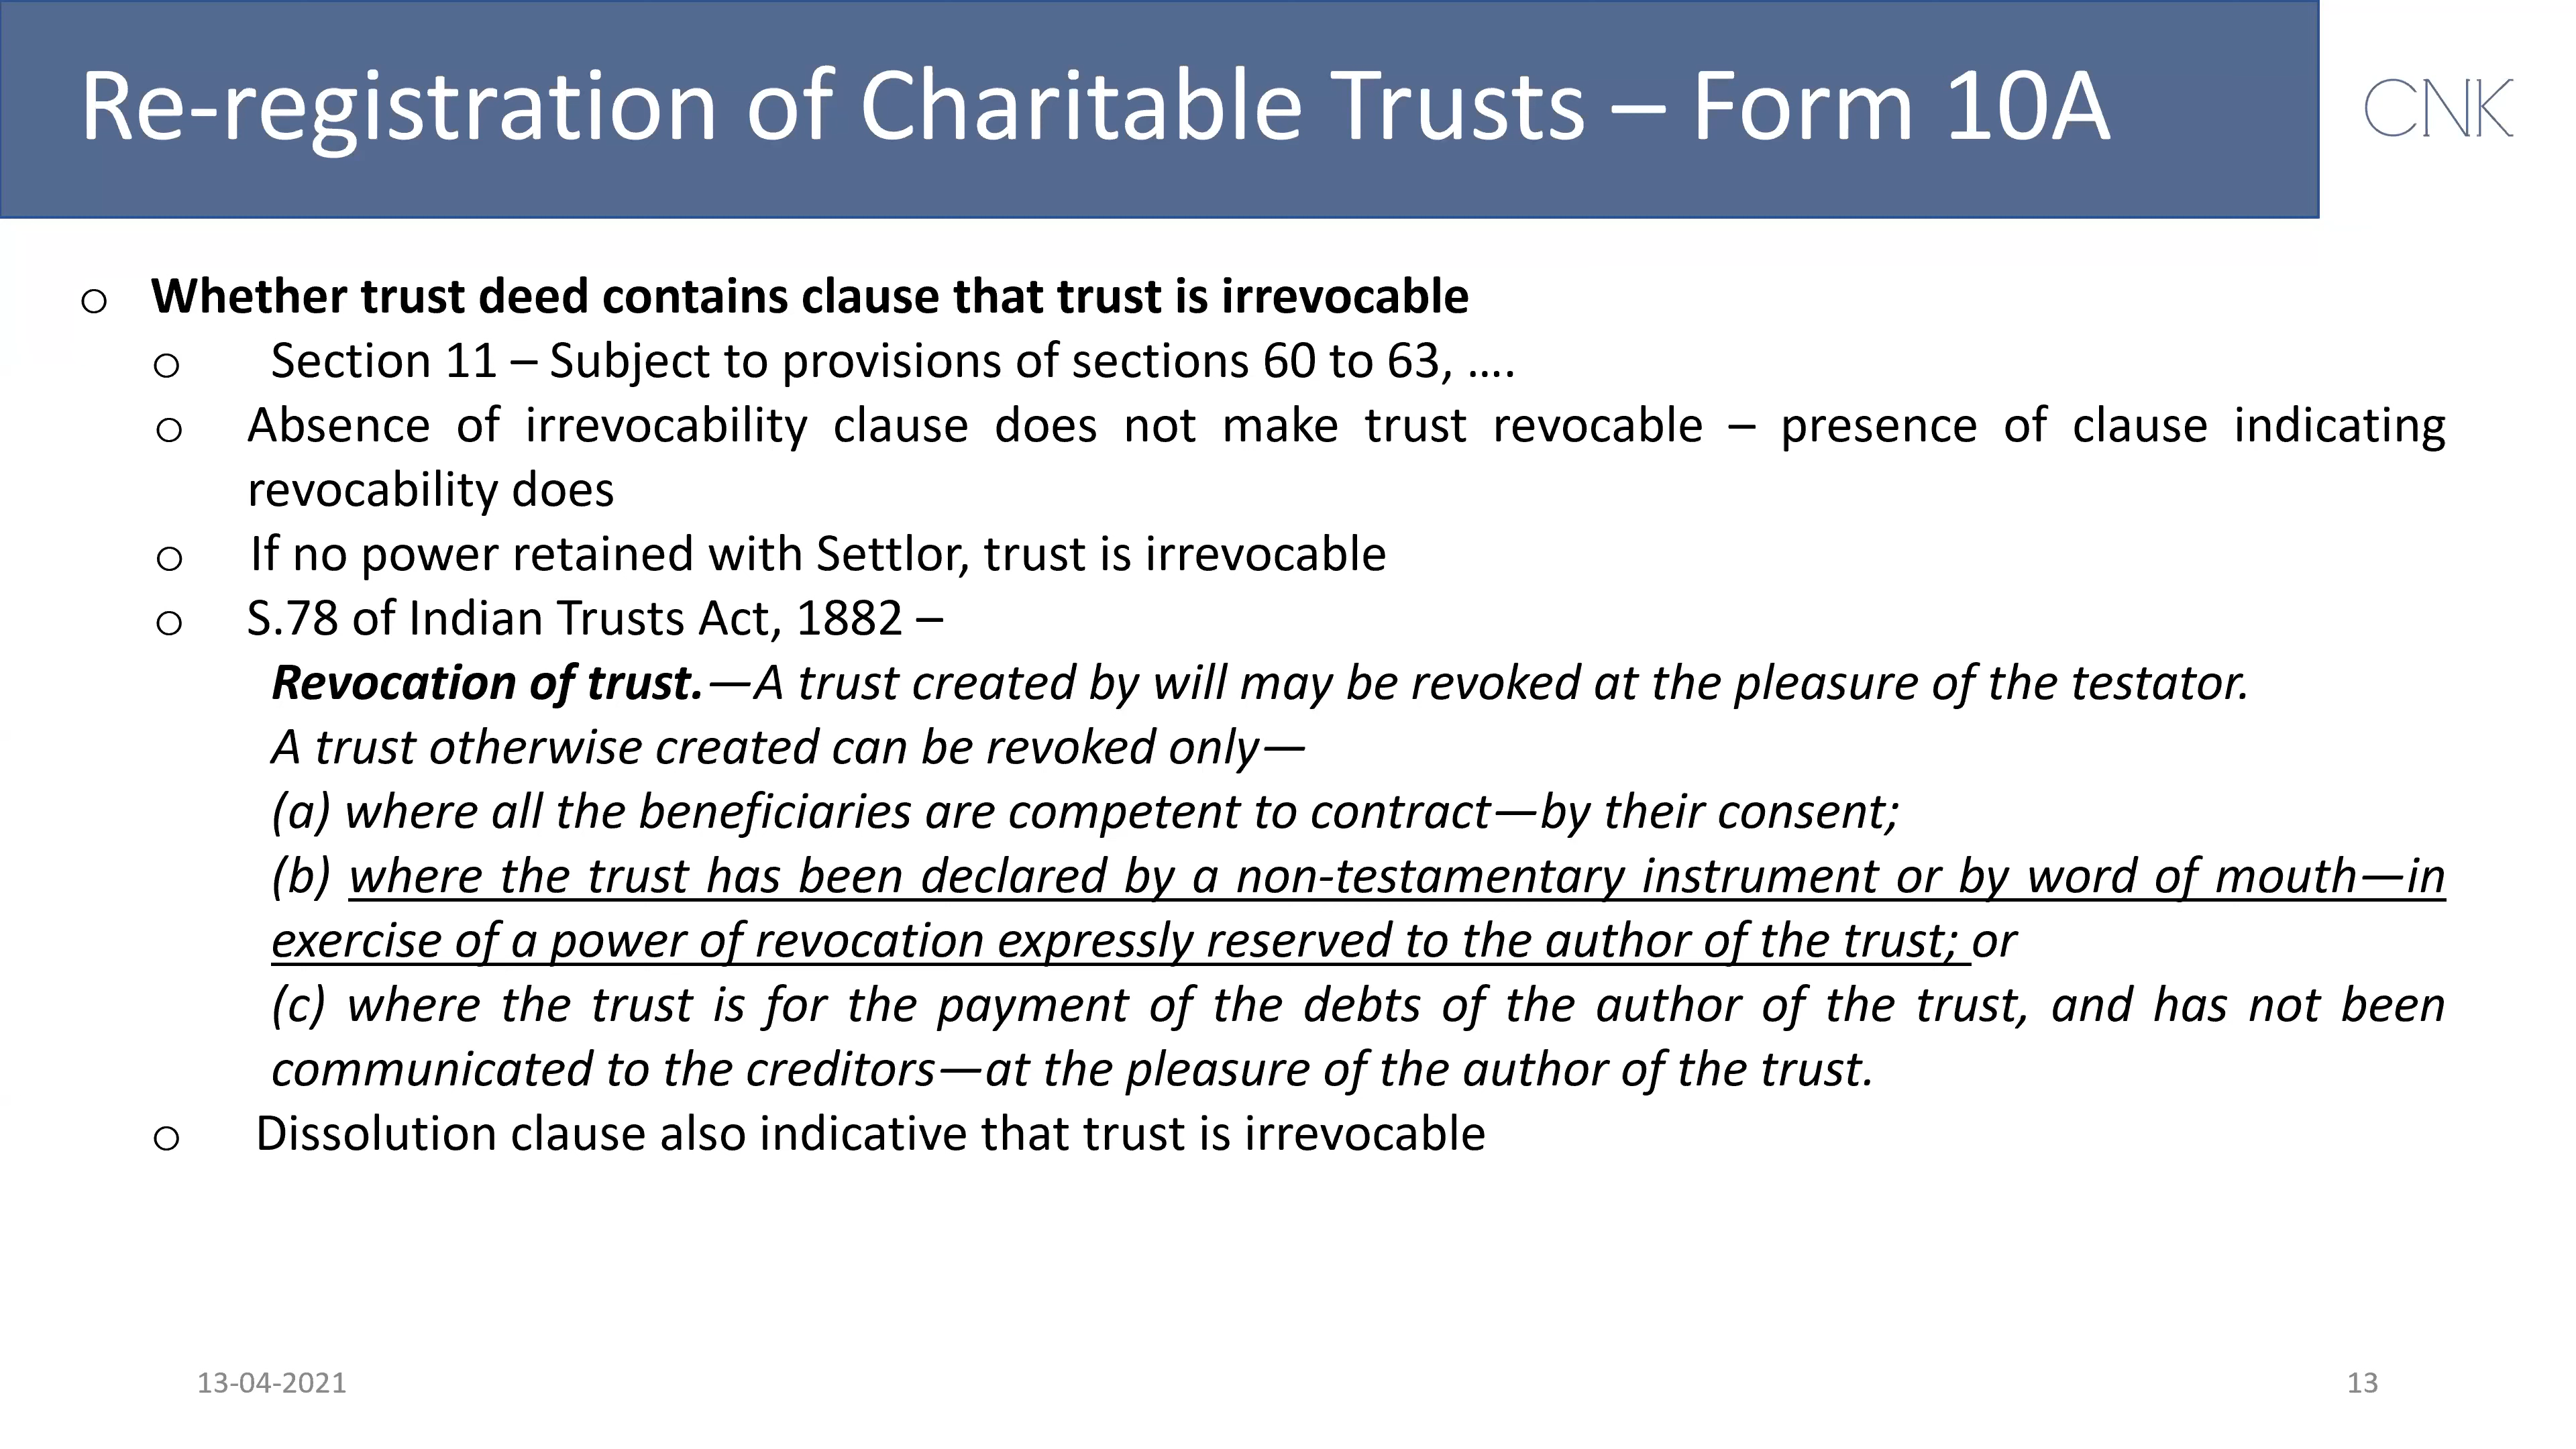 Re-registration of Charitable Trusts – Form 10A
CNK
o Whether trust deed contains clause that trust is irrevocable
o Section 11 – Subject to provisions of sections 60 to 63, ....
o Absence of irrevocability clause does not make trust revocable – presence of clause indicating
revocability does
o If no power retained with Settlor, trust is irrevocable
o S.78 of Indian Trusts Act, 1882 –
Revocation of trust.—A trust created by will may be revoked at the pleasure of the testator.
A trust otherwise created can be revoked only—
(a) where all the beneficiaries are competent to contract—by their consent;
(b) where the trust has been declared by a non-testamentary instrument or by word of mouth—in
exercise of a power of revocation expressly reserved to the author of the trust; or
(c) where the trust is for the payment of the debts of the author of the trust, and has not been
communicated to the creditors—at the pleasure of the author of the trust.
o Dissolution clause also indicative that trust is irrevocable
13-04-2021
13